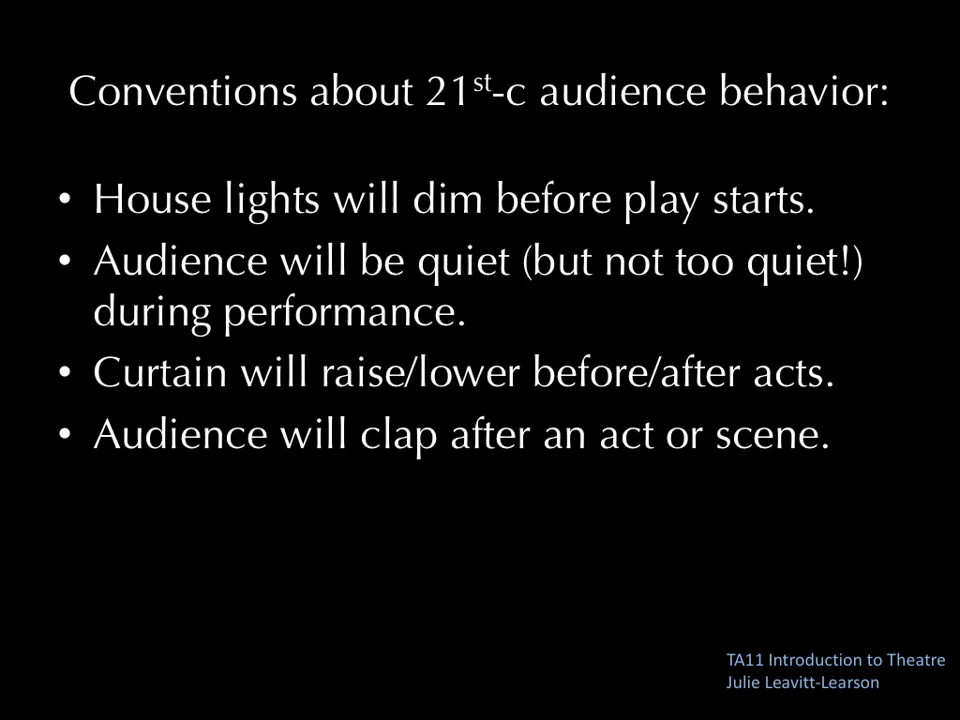 Conventions about 21st-c audience behavior:
• House lights will dim before play starts.
• Audience will be quiet (but not too quiet!)
during performance.
• Curtain will raise/lower before/after acts.
• Audience will clap after an act or scene.
TA11 Introduction to Theatre
Julie Leavitt-Learson